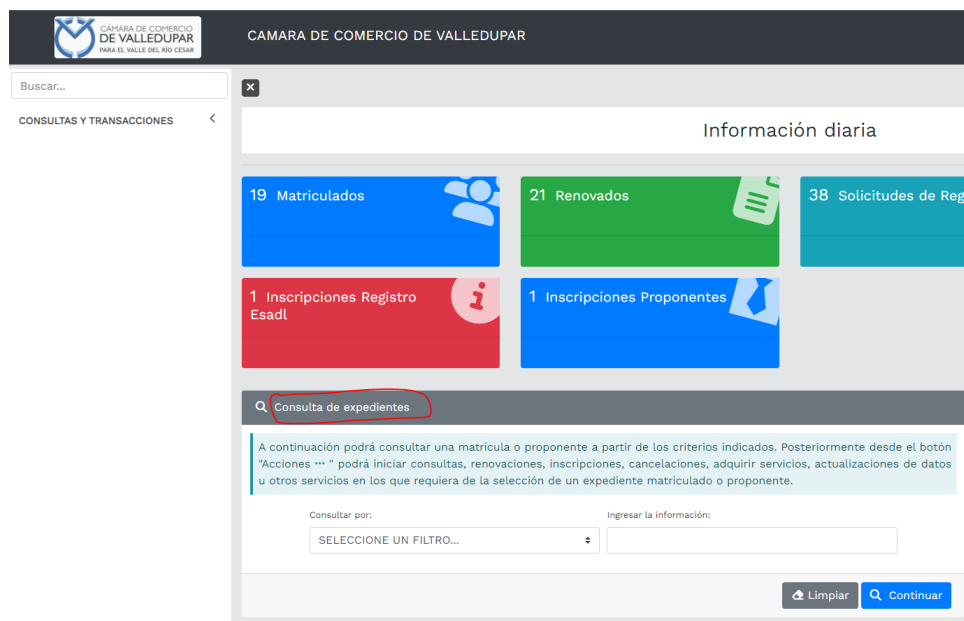 CÁMARA DE COMERCIO
DE VALLEDUPAR
PARA EL VALLE DEL RÍO CESAR
CAMARA DE COMERCIO DE VALLEDUPAR
Buscar...
CONSULTAS Y TRANSACCIONES
Información diaria
19 Matriculados
21 Renovados
38 Solicitudes de Reg
1 Inscripciones Registro
Esadl
1 Inscripciones Proponentes
Consulta de expedientes
A continuación podrá consultar una matrícula o proponente a partir de los criterios indicados. Posteriormente desde el botón
"Acciones ··· " podrá iniciar consultas, renovaciones, inscripciones, cancelaciones, adquirir servicios, actualizaciones de datos
u otros servicios en los que requiera de la selección de un expediente matriculado o proponente.
Consultar por:
Ingresar la información:
SELECCIONE UN FILTRO...
Limpiar
Continuar